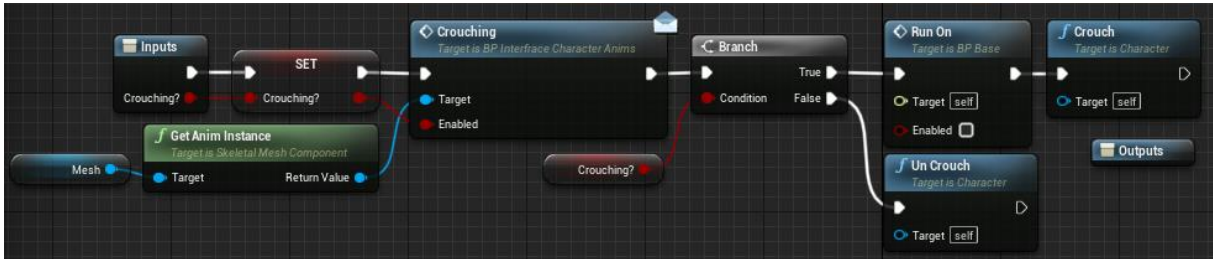 Inputs
Crouching?
SET
Crouching?
Mesh
Get Anim Instance
Target is Skeletal Mesh Component
Target
Return Value
Crouching
Target is BP Interfrace Character Anims
Target
Enabled
Crouching?
Branch
True
Condition
False
Run On
Target is BP Base
Target self
Enabled
Crouch
Target is Character
Target self
Un Crouch
Target is Character
Target self
Outputs